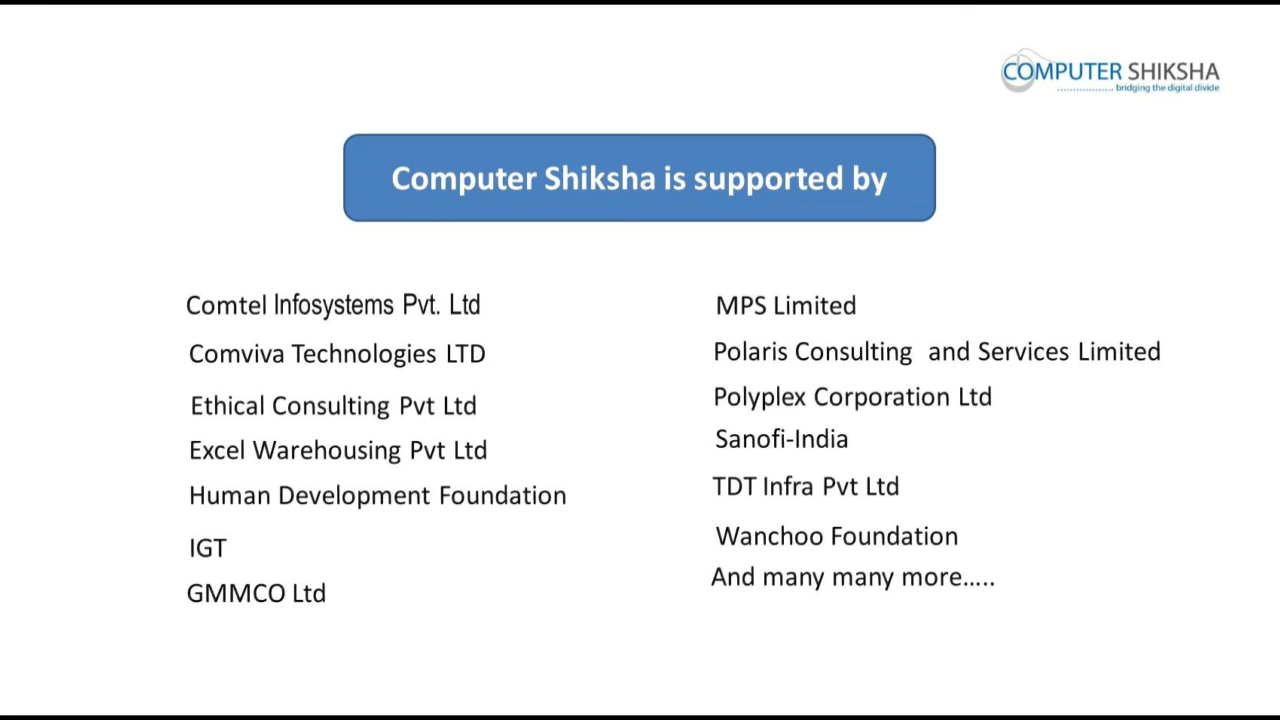 COMPUTER SHIKSHA
.................. bridging the digital divide
Computer Shiksha is supported by
Comtel Infosystems Pvt. Ltd
Comviva Technologies LTD
Ethical Consulting Pvt Ltd
Excel Warehousing Pvt Ltd
Human Development Foundation
IGT
GMMCO Ltd
MPS Limited
Polaris Consulting and Services Limited
Polyplex Corporation Ltd
Sanofi-India
TDT Infra Pvt Ltd
Wanchoo Foundation
And many many more.....